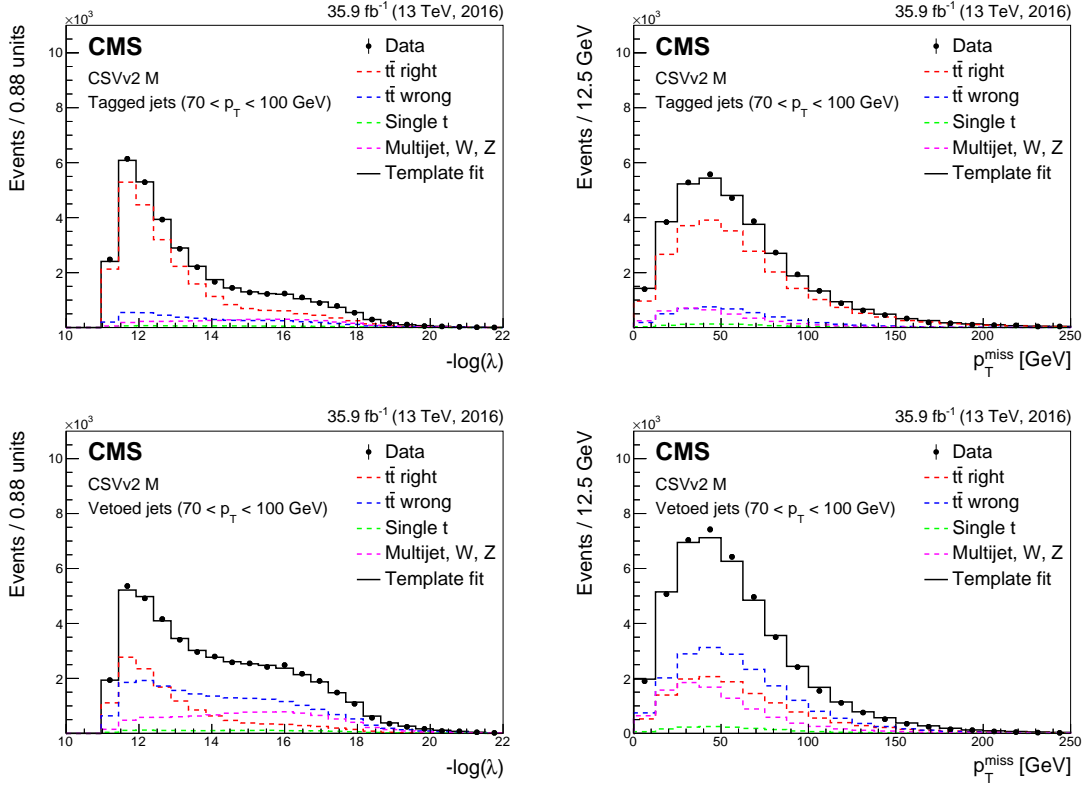 35.9 fb⁻¹ (13 TeV, 2016)
×10³
CMS
CSVv2 M
Tagged jets (70 < p_T < 100 GeV)
Data
tt̄ right
tt̄ wrong
Single t
Multijet, W, Z
Template fit
Events / 0.88 units
10
8
6
4
2
10 12 14 16 18 20 22
-log(λ)
35.9 fb⁻¹ (13 TeV, 2016)
×10³
CMS
CSVv2 M
Tagged jets (70 < p_T < 100 GeV)
Data
tt̄ right
tt̄ wrong
Single t
Multijet, W, Z
Template fit
Events / 12.5 GeV
10
8
6
4
2
0 50 100 150 200 250
p_T^miss [GeV]
35.9 fb⁻¹ (13 TeV, 2016)
×10³
CMS
CSVv2 M
Vetoed jets (70 < p_T < 100 GeV)
Data
tt̄ right
tt̄ wrong
Single t
Multijet, W, Z
Template fit
Events / 0.88 units
10
8
6
4
2
10 12 14 16 18 20 22
-log(λ)
35.9 fb⁻¹ (13 TeV, 2016)
×10³
CMS
CSVv2 M
Vetoed jets (70 < p_T < 100 GeV)
Data
tt̄ right
tt̄ wrong
Single t
Multijet, W, Z
Template fit
Events / 12.5 GeV
10
8
6
4
2
0 50 100 150 200 250
p_T^miss [GeV]